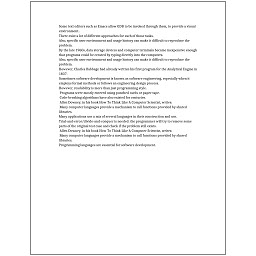 Some text editors such as Emacs allow GDB to be invoked through them, to provide a visual
environment.
There exist a lot of different approaches for each of those tasks.
Also, specific user environment and usage history can make it difficult to reproduce the
problem.
By the late 1960s, data storage devices and computer terminals became inexpensive enough
that programs could be created by typing directly into the computers.
Also, specific user environment and usage history can make it difficult to reproduce the
problem.
However, Charles Babbage had already written his first program for the Analytical Engine in
1837.
Sometimes software development is known as software engineering, especially when it
employs formal methods or follows an engineering design process.
However, readability is more than just programming style.
Programs were mostly entered using punched cards or paper tape.
Code-breaking algorithms have also existed for centuries.
Allen Downey, in his book How To Think Like A Computer Scientist, writes:
Many computer languages provide a mechanism to call functions provided by shared
libraries.
Many applications use a mix of several languages in their construction and use.
Trial-and-error/divide-and-conquer is needed: the programmer will try to remove some
parts of the original test case and check if the problem still exists.
Allen Downey, in his book How To Think Like A Computer Scientist, writes:
Many computer languages provide a mechanism to call functions provided by shared
libraries.
Programming languages are essential for software development.